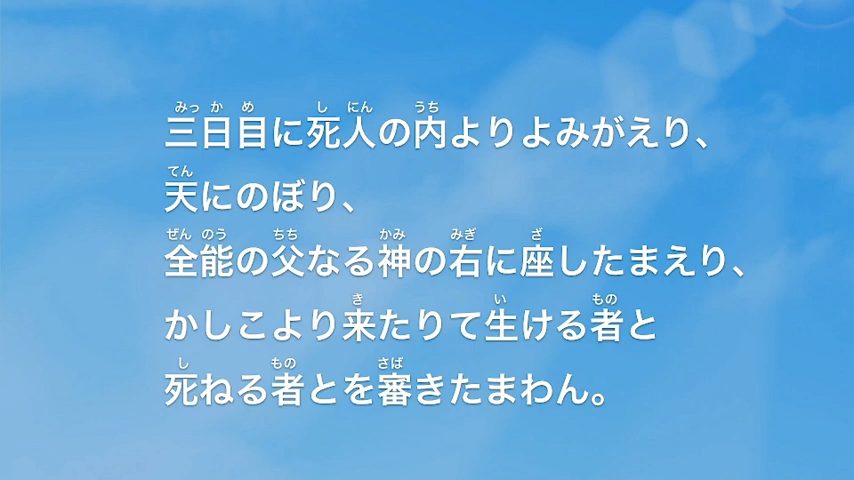 三日目に死人の内よりよみがえり、
天にのぼり、
全能の父なる神の右に座したまえり、
かしこより来たりて生ける者と
死ねる者とを審きたまわん。